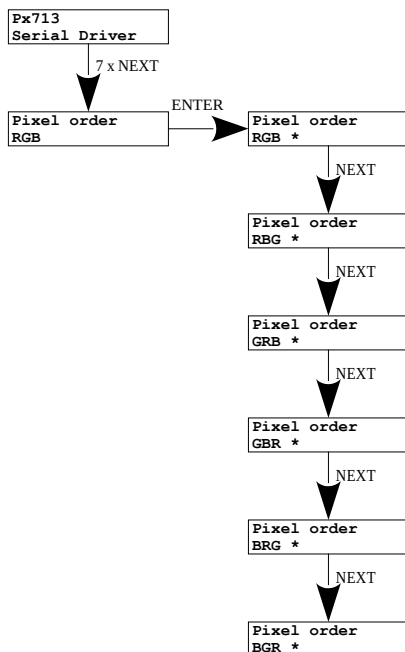 Px713
Serial Driver
7 x NEXT
Pixel order
RGB
ENTER
Pixel order
RGB *
NEXT
Pixel order
RBG *
NEXT
Pixel order
GRB *
NEXT
Pixel order
GBR *
NEXT
Pixel order
BRG *
NEXT
Pixel order
BGR *